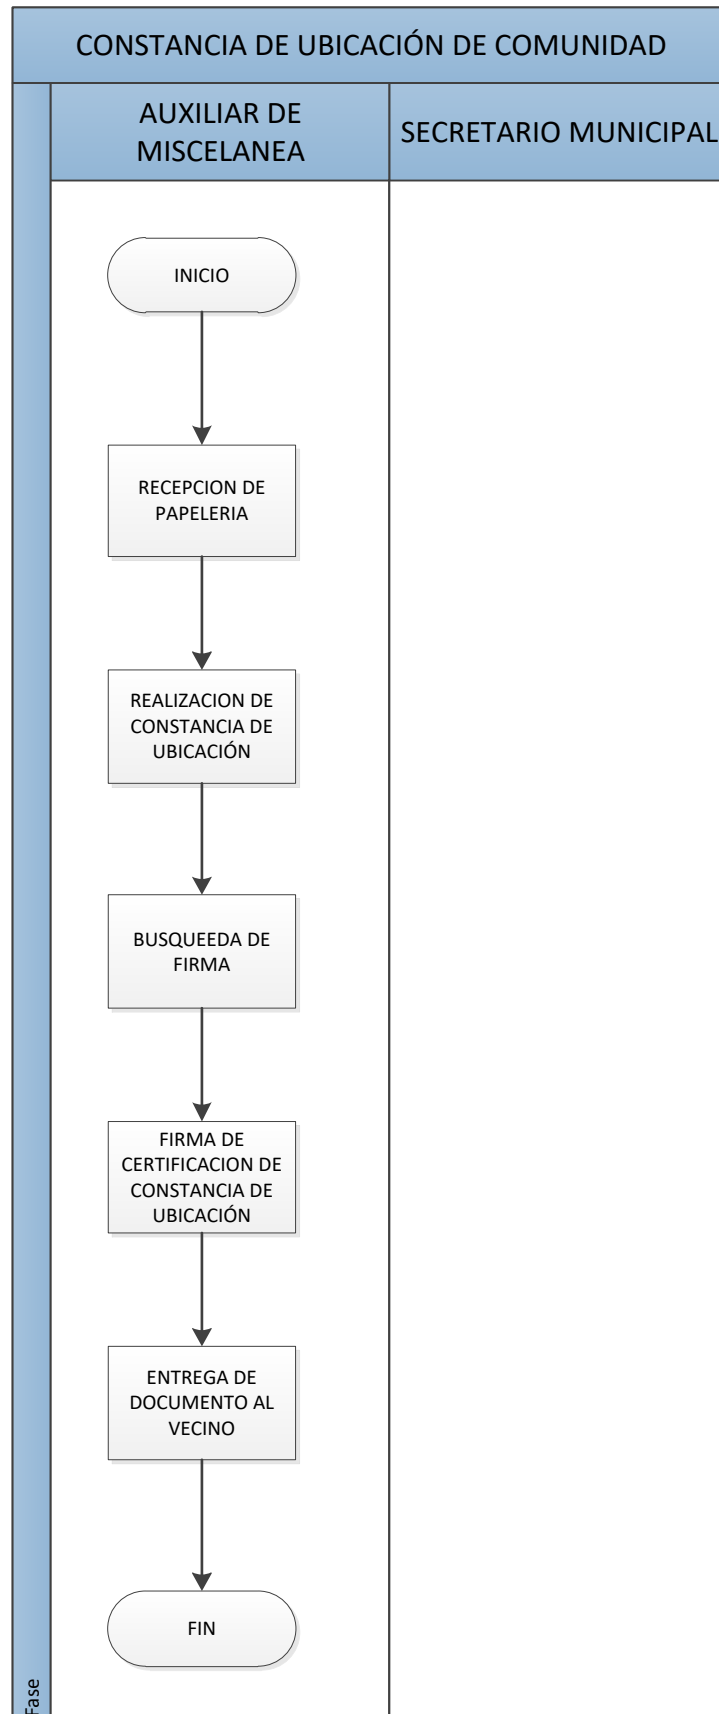 CONSTANCIA DE UBICACIÓN DE COMUNIDAD
AUXILIAR DE
MISCELANEA
SECRETARIO MUNICIPAL
INICIO
RECEPCION DE
PAPELERIA
REALIZACION DE
CONSTANCIA DE
UBICACIÓN
BUSQUEEDA DE
FIRMA
FIRMA DE
CERTIFICACION DE
CONSTANCIA DE
UBICACIÓN
ENTREGA DE
DOCUMENTO AL
VECINO
FIN
Fase